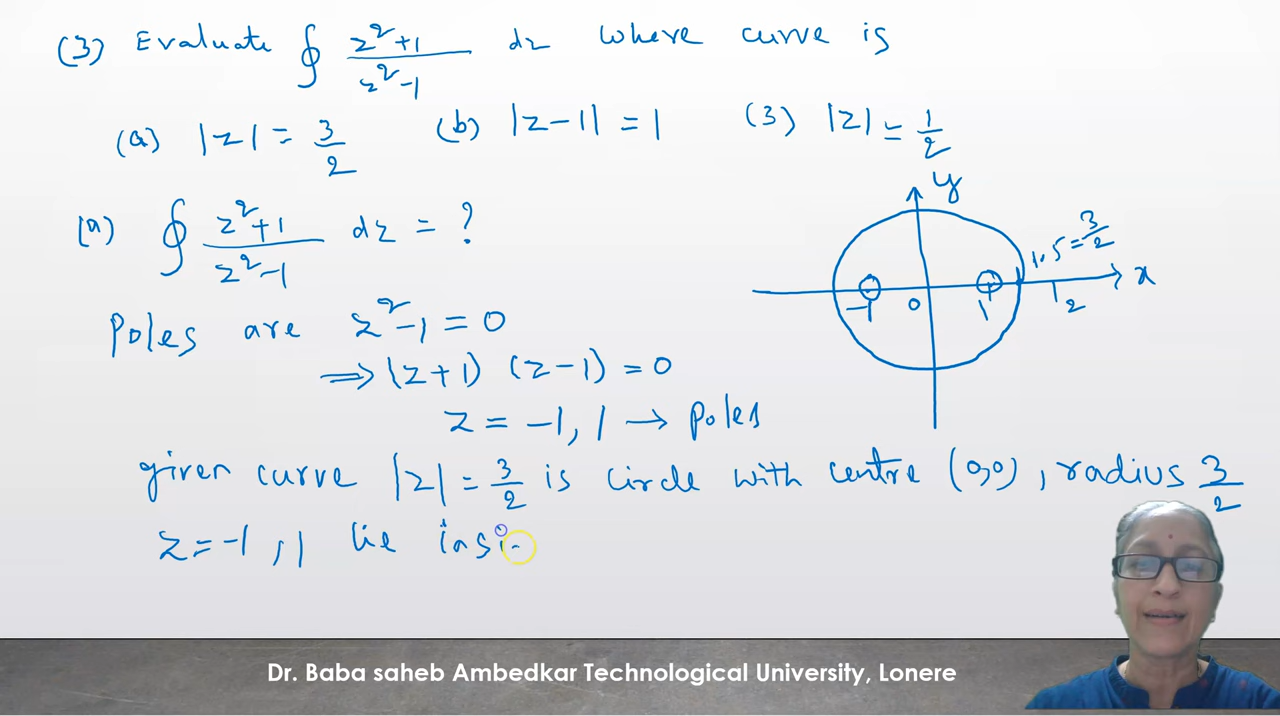 (3) Evaluate ∮ z²+1 / z²-1 dz where curve is
(a) |z| = 3/2 (b) |z-1| = 1 (3) |z| = 1/2
(a) ∮ z²+1 / z²-1 dz = ?
Poles are z²-1 = 0
⟹ (z+1) (z-1) = 0
z = -1, 1 → poles
given curve |z| = 3/2 is circle with centre (0,0), radius 3/2
z = -1, 1 lie insi
y
1.5 = 3/2
x
-1 0 1 2
Dr. Baba saheb Ambedkar Technological University, Lonere